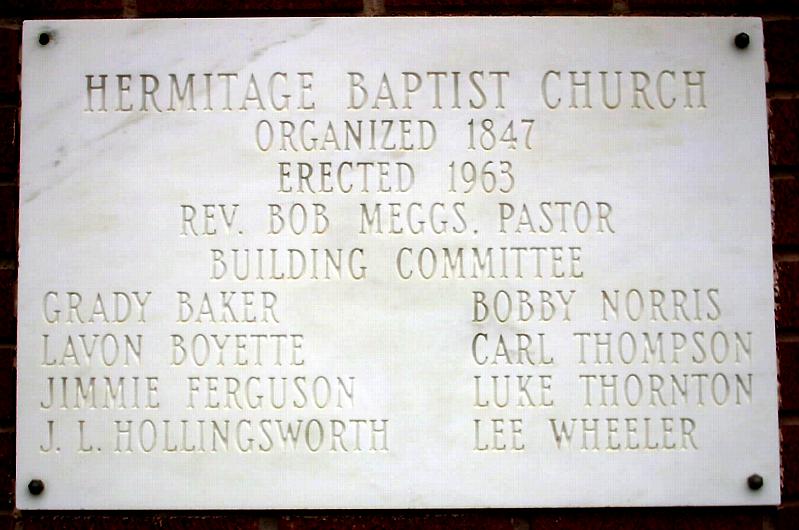 HERMITAGE BAPTIST CHURCH
ORGANIZED 1847
ERECTED 1963
REV. BOB MEGGS. PASTOR
BUILDING COMMITTEE
GRADY BAKER BOBBY NORRIS
LAVON BOYETTE CARL THOMPSON
JIMMIE FERGUSON LUKE THORNTON
J. L. HOLLINGSWORTH LEE WHEELER